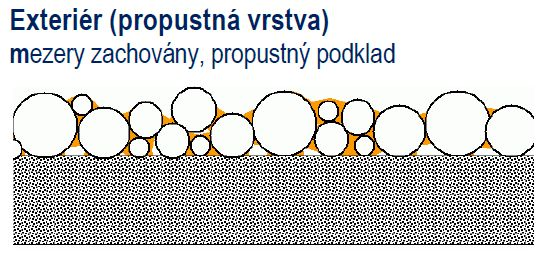 Exteriér (propustná vrstva)
mezery zachovány, propustný podklad